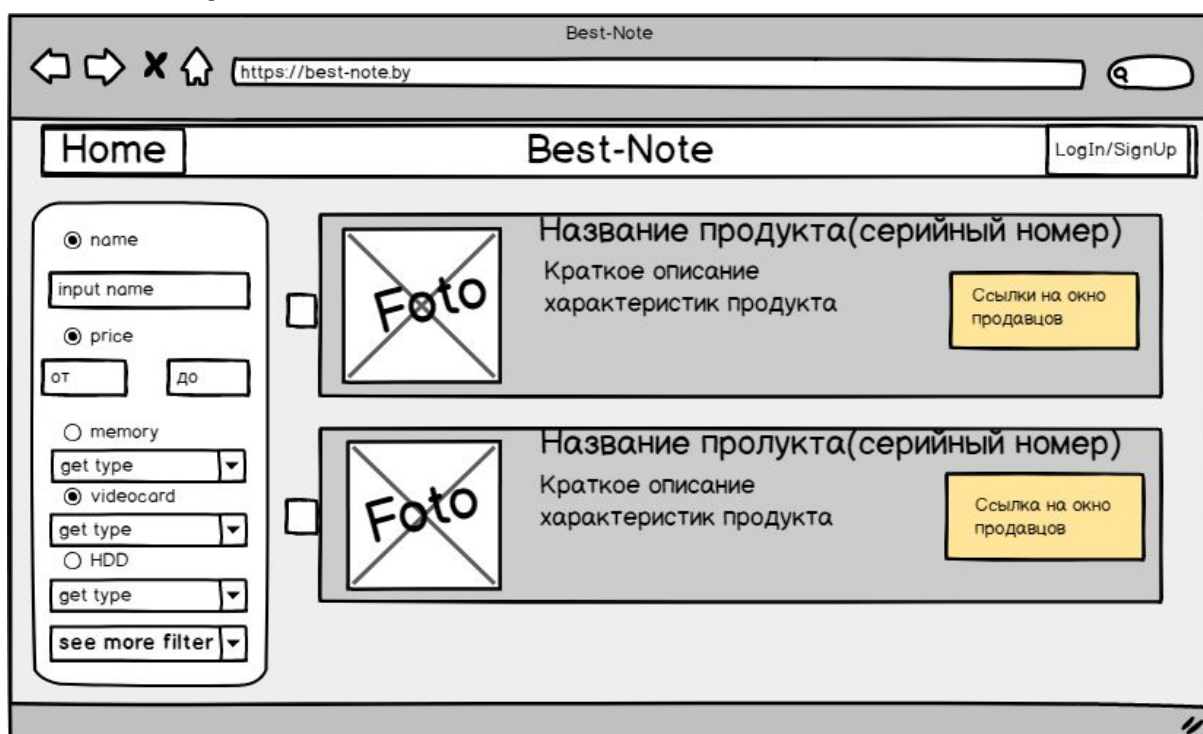 Best-Note
https://best-note.by
Home
Best-Note
LogIn/SignUp
name
input name
price
от
до
memory
get type
videocard
get type
HDD
get type
see more filter
Foto
Название продукта(серийный номер)
Краткое описание
характеристик продукта
Ссылки на окно
продавцов
Foto
Название пролукта(серийный номер)
Краткое описание
характеристик продукта
Ссылка на окно
продавцов